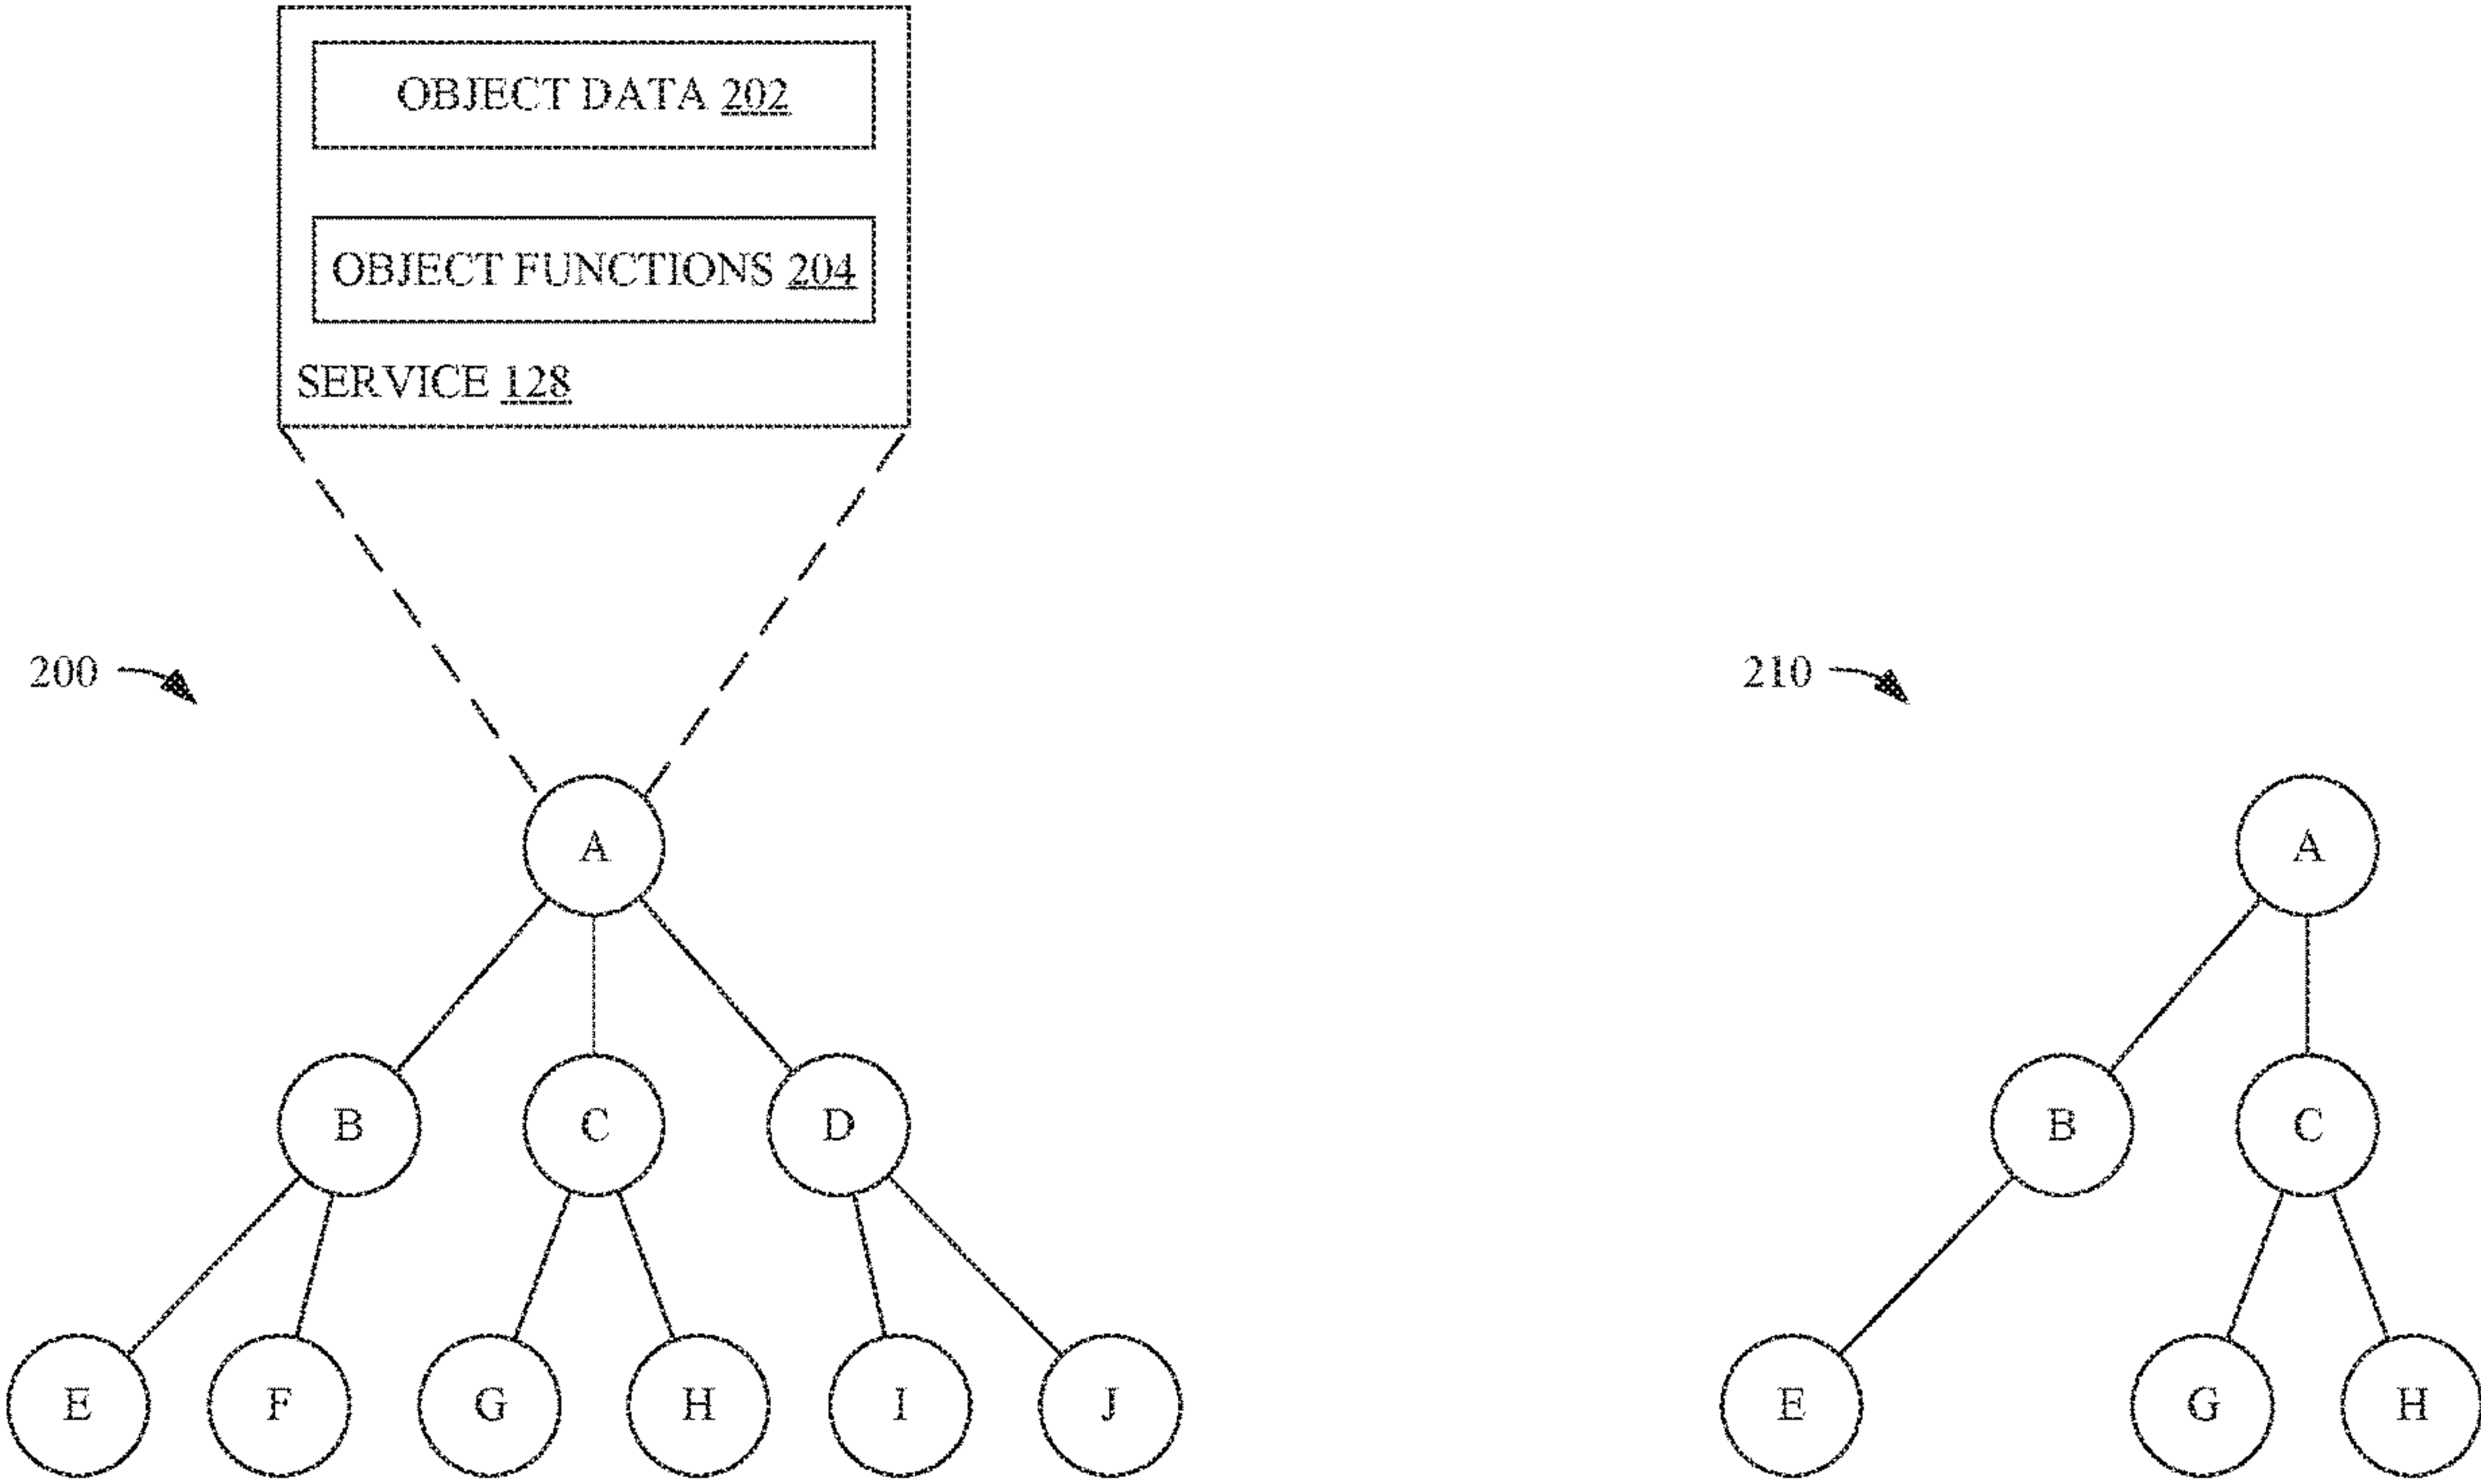 OBJECT DATA 202
OBJECT FUNCTIONS 204
SERVICE 128
200
210
A
A
B C D
B C
E F G H I J
E G H